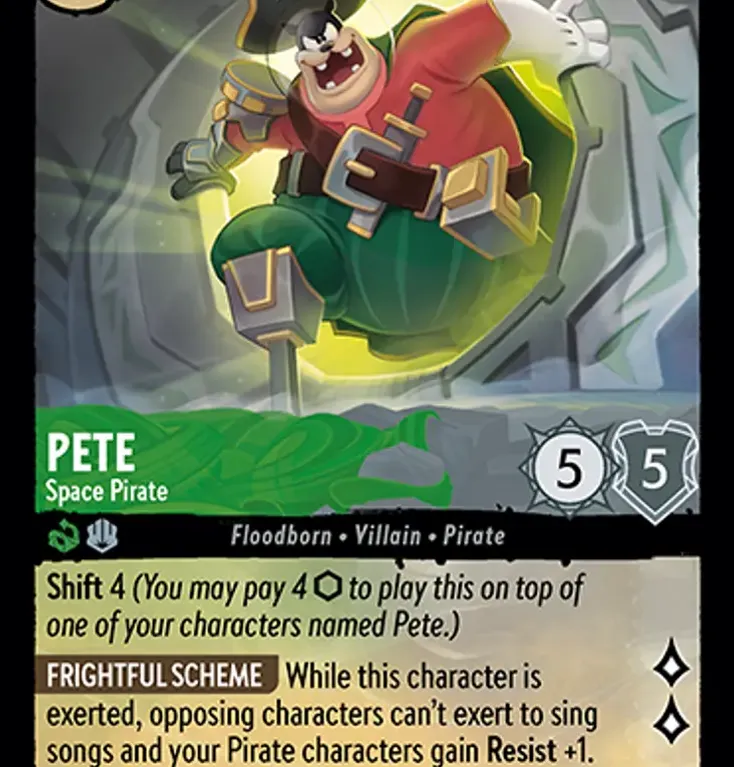 PETE
Space Pirate
5 5
Floodborn • Villain • Pirate
Shift 4 (You may pay 4 ⬡ to play this on top of
one of your characters named Pete.)
FRIGHTFUL SCHEME While this character is
exerted, opposing characters can't exert to sing
songs and your Pirate characters gain Resist +1.